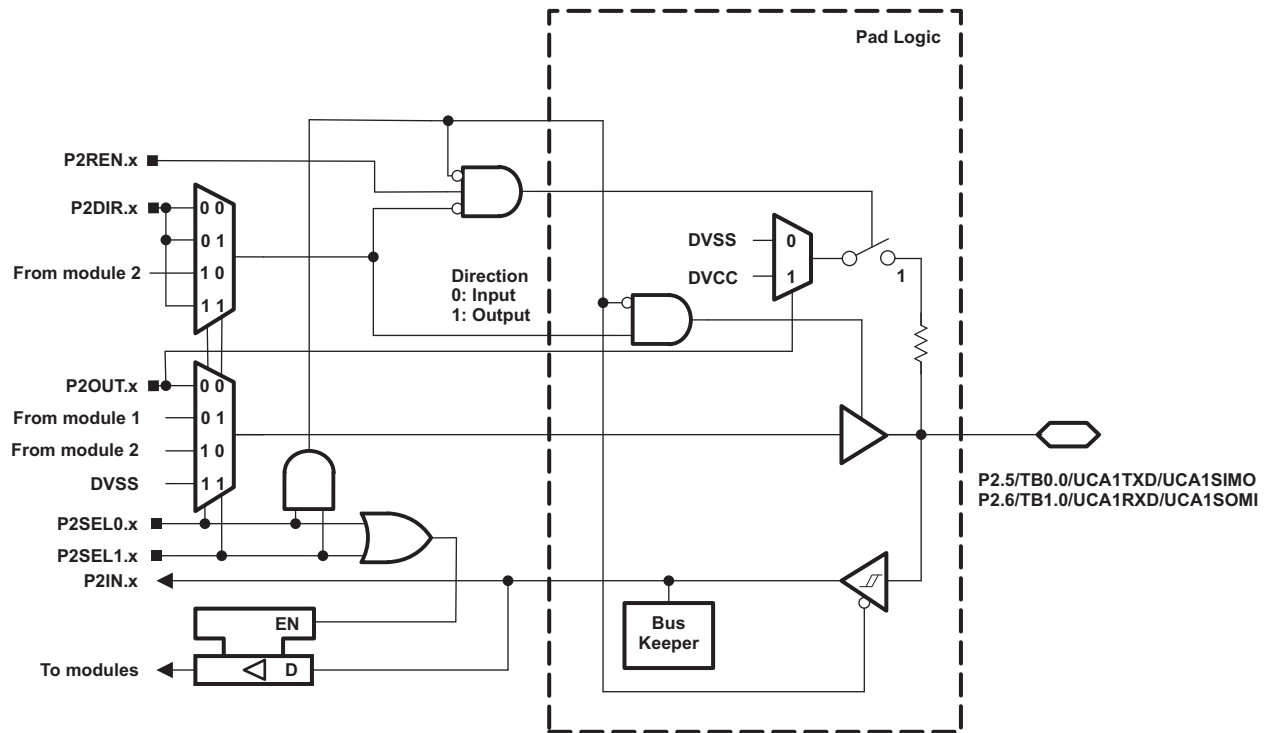 Pad Logic
P2REN.x
P2DIR.x
0 0
0 1
From module 2
1 0
1 1
Direction
0: Input
1: Output
DVSS
0
DVCC
1
1
P2OUT.x
0 0
From module 1
0 1
From module 2
1 0
DVSS
1 1
P2.5/TB0.0/UCA1TXD/UCA1SIMO
P2.6/TB1.0/UCA1RXD/UCA1SOMI
P2SEL0.x
P2SEL1.x
P2IN.x
EN
Bus
Keeper
To modules
D